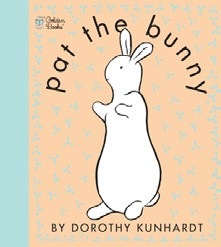 Golden
Books
pat the bunny
BY DOROTHY KUNHARDT